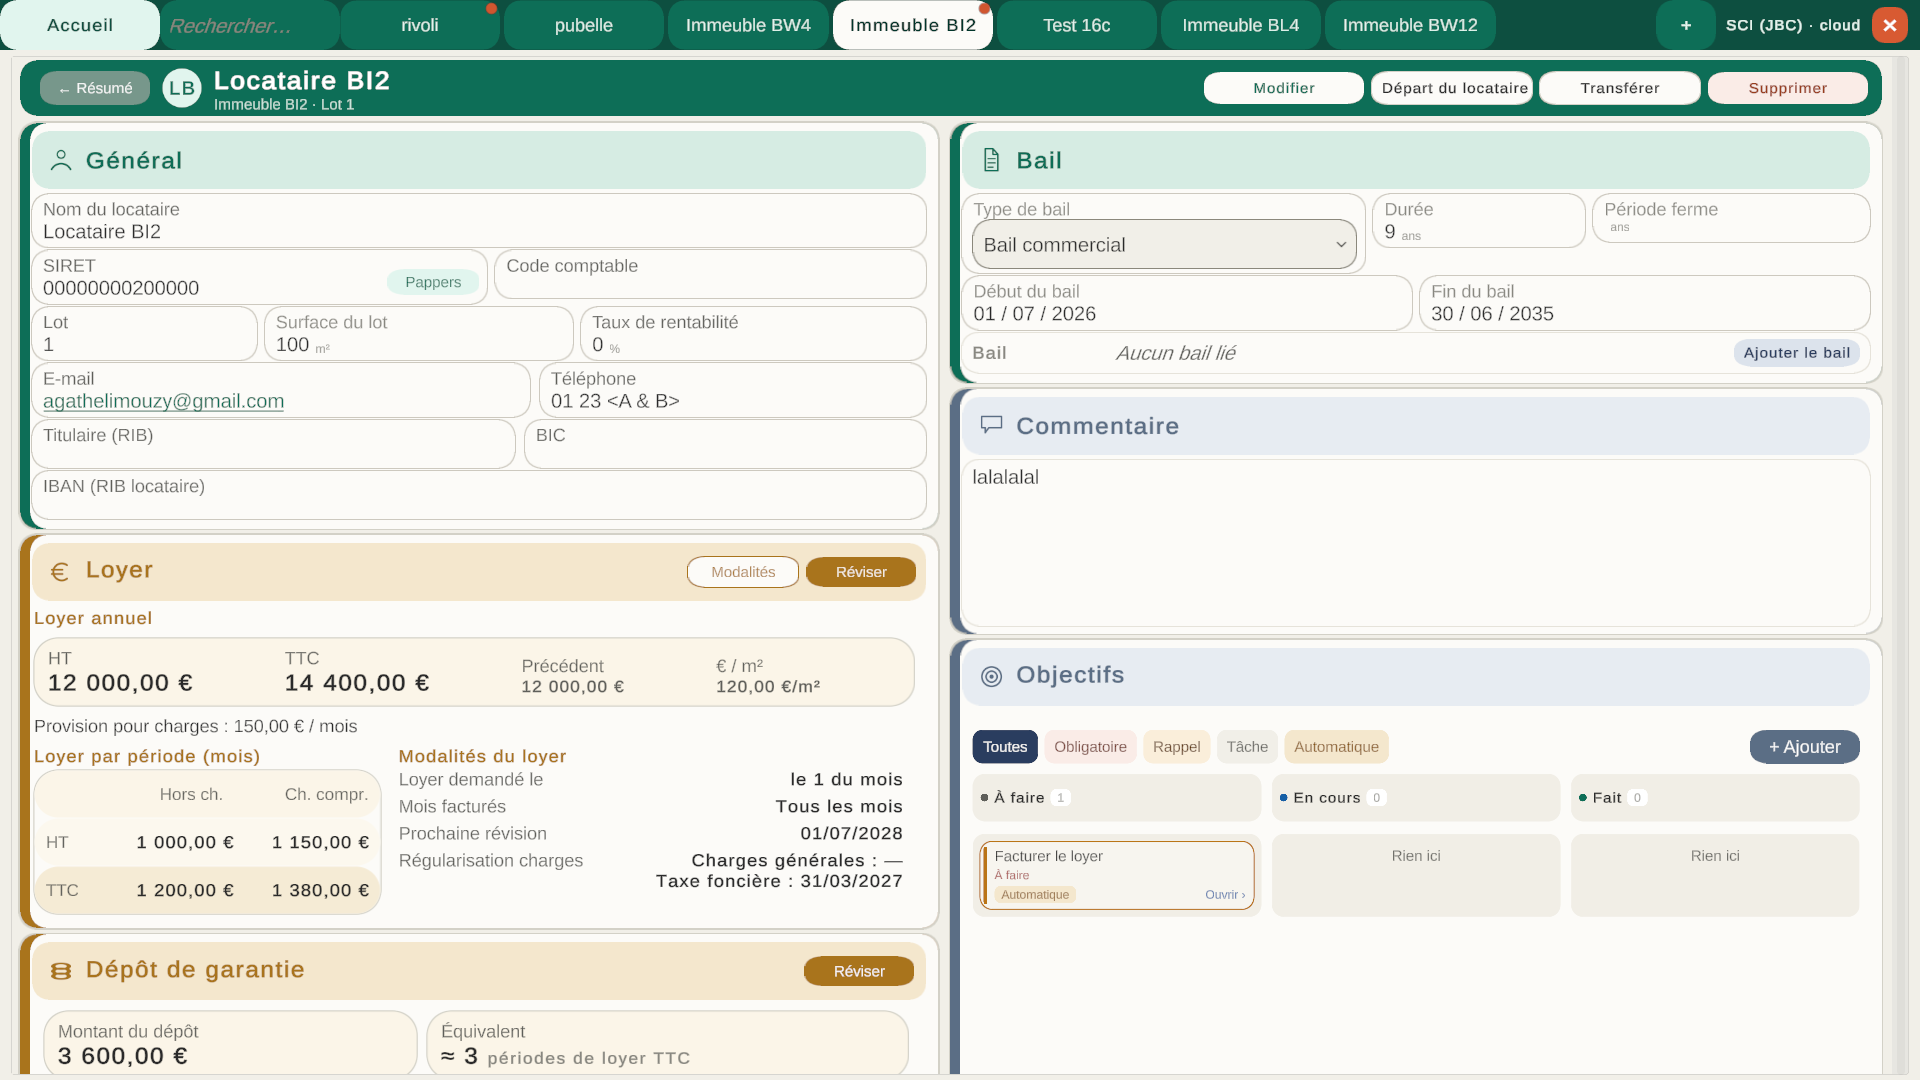 Accueil
Rechercher...
rivoli
pubelle
Immeuble BW4
Immeuble BI2
Test 16c
Immeuble BL4
Immeuble BW12
+
SCI (JBC) · cloud
×
← Résumé
LB
Locataire BI2
Immeuble BI2 · Lot 1
Modifier
Départ du locataire
Transférer
Supprimer
Général
Nom du locataire
Locataire BI2
SIRET
00000000200000
Pappers
Code comptable
Lot
1
Surface du lot
100 m²
Taux de rentabilité
0 %
E-mail
agathelimouzy@gmail.com
Téléphone
01 23 <A & B>
Titulaire (RIB)
BIC
IBAN (RIB locataire)
Loyer
Modalités
Réviser
Loyer annuel
HT
12 000,00 €
TTC
14 400,00 €
Précédent
12 000,00 €
€ / m²
120,00 €/m²
Provision pour charges : 150,00 € / mois
Loyer par période (mois)
Hors ch. Ch. compr.
HT 1 000,00 € 1 150,00 €
TTC 1 200,00 € 1 380,00 €
Modalités du loyer
Loyer demandé le le 1 du mois
Mois facturés Tous les mois
Prochaine révision 01/07/2028
Régularisation charges Charges générales : —
Taxe foncière : 31/03/2027
Dépôt de garantie
Réviser
Montant du dépôt
3 600,00 €
Équivalent
≈ 3 périodes de loyer TTC
Bail
Type de bail
Bail commercial
Durée
9 ans
Période ferme
ans
Début du bail
01 / 07 / 2026
Fin du bail
30 / 06 / 2035
Bail
Aucun bail lié
Ajouter le bail
Commentaire
lalalalal
Objectifs
Toutes
Obligatoire
Rappel
Tâche
Automatique
+ Ajouter
À faire 1
En cours 0
Fait 0
Facturer le loyer
À faire
Automatique
Ouvrir ›
Rien ici
Rien ici